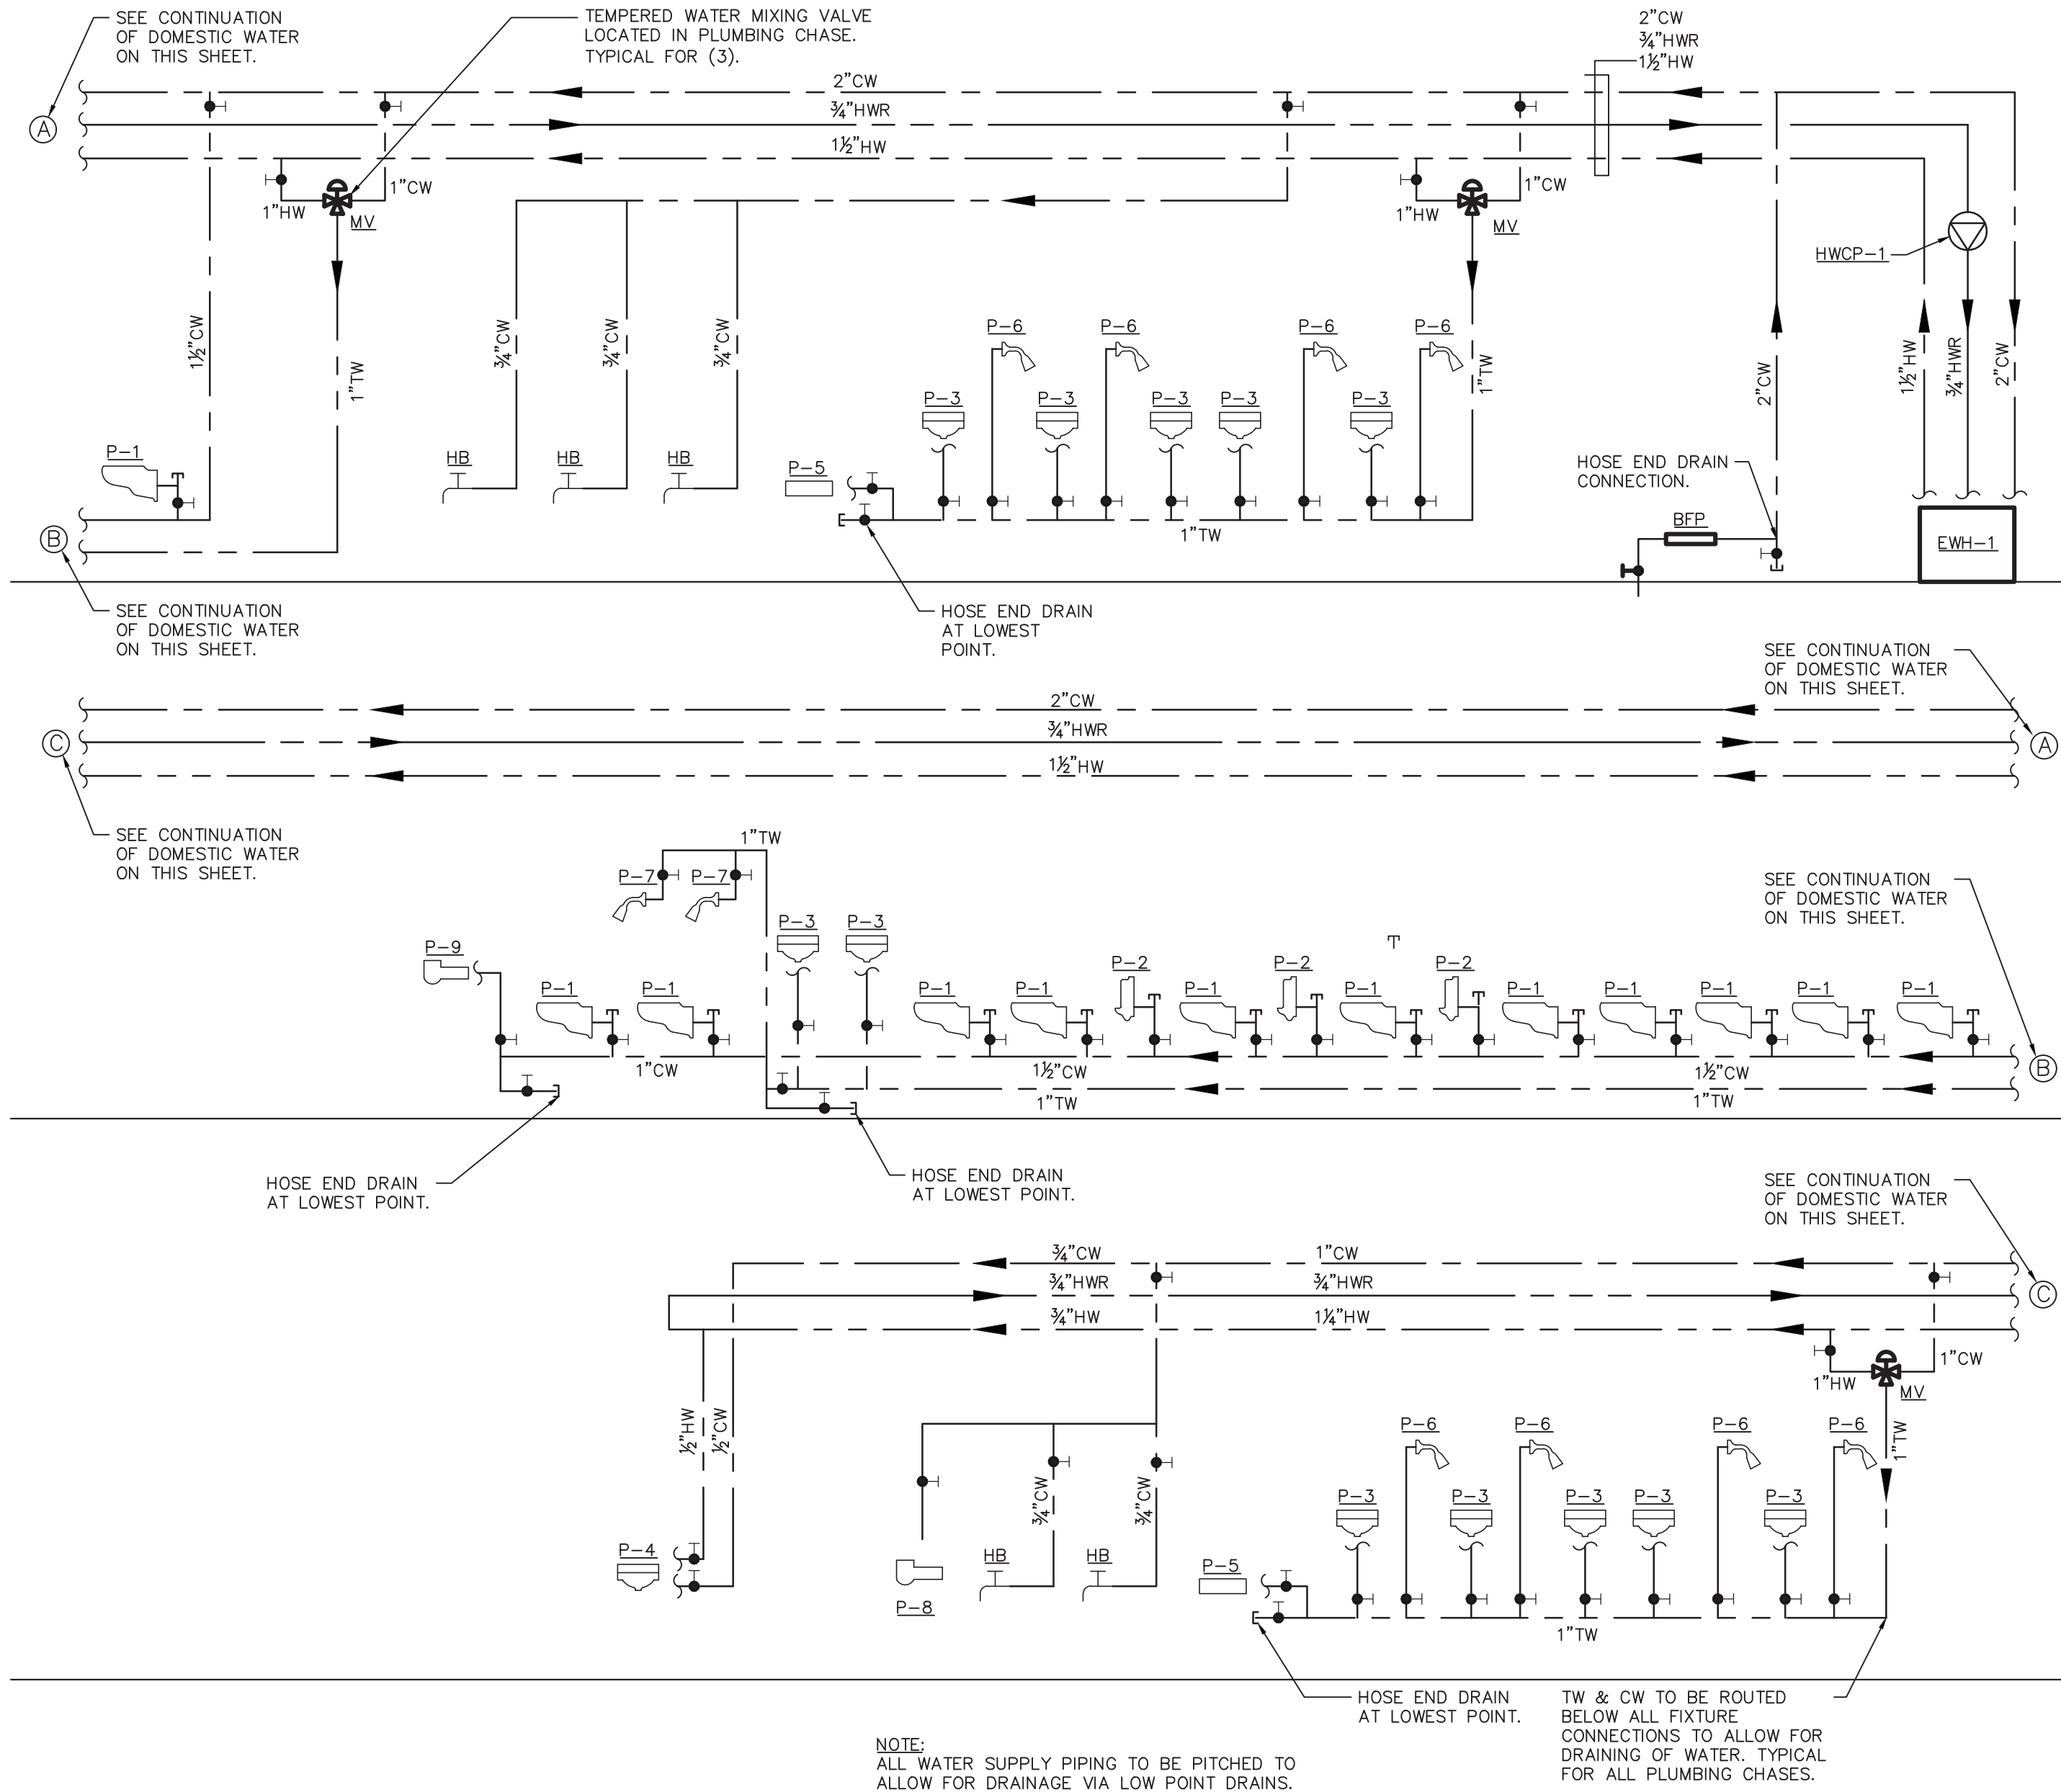 SEE CONTINUATION
OF DOMESTIC WATER
ON THIS SHEET.
TEMPERED WATER MIXING VALVE
LOCATED IN PLUMBING CHASE.
TYPICAL FOR (3).
2"CW
¾"HWR
1½"HW
2"CW
¾"HWR
1½"HW
A
1"HW
1"CW
MV
1"HW
1"CW
MV
HWCP-1
1½"CW
1"TW
¾"CW
¾"CW
¾"CW
P-6
P-6
P-6
P-6
1"TW
2"CW
1½"HW
¾"HWR
2"CW
P-3
P-3
P-3
P-3
P-3
P-1
HB
HB
HB
P-5
HOSE END DRAIN
CONNECTION.
1"TW
BFP
EWH-1
B
SEE CONTINUATION
OF DOMESTIC WATER
ON THIS SHEET.
HOSE END DRAIN
AT LOWEST
POINT.
SEE CONTINUATION
OF DOMESTIC WATER
ON THIS SHEET.
2"CW
¾"HWR
1½"HW
C
A
SEE CONTINUATION
OF DOMESTIC WATER
ON THIS SHEET.
1"TW
P-7
P-7
SEE CONTINUATION
OF DOMESTIC WATER
ON THIS SHEET.
P-3
P-3
P-9
P-1
P-1
P-1
P-1
P-2
P-1
P-2
P-1
P-2
P-1
P-1
P-1
P-1
P-1
1"CW
1½"CW
1½"CW
B
1"TW
1"TW
HOSE END DRAIN
AT LOWEST POINT.
HOSE END DRAIN
AT LOWEST POINT.
SEE CONTINUATION
OF DOMESTIC WATER
ON THIS SHEET.
¾"CW
1"CW
¾"HWR
¾"HWR
¾"HW
1¼"HW
C
1"HW
1"CW
MV
½"HW
½"CW
P-6
P-6
P-6
P-6
1"TW
¾"CW
¾"CW
P-3
P-3
P-3
P-3
P-3
P-4
HB
HB
P-5
P-8
1"TW
HOSE END DRAIN
AT LOWEST POINT.
TW & CW TO BE ROUTED
BELOW ALL FIXTURE
CONNECTIONS TO ALLOW FOR
DRAINING OF WATER. TYPICAL
FOR ALL PLUMBING CHASES.
NOTE:
ALL WATER SUPPLY PIPING TO BE PITCHED TO
ALLOW FOR DRAINAGE VIA LOW POINT DRAINS.